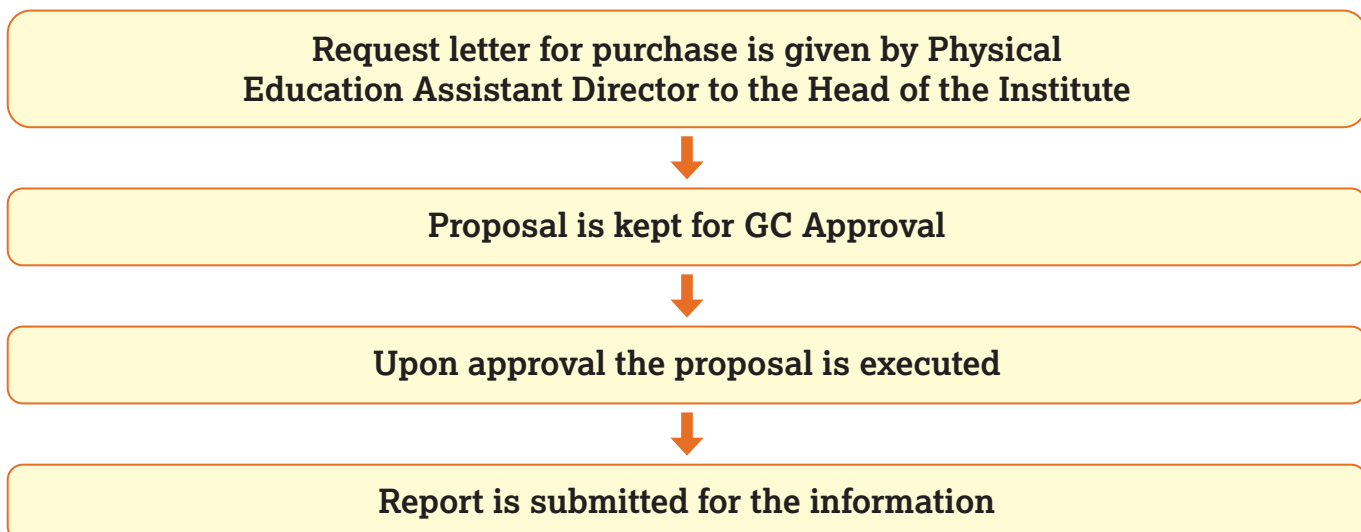 Request letter for purchase is given by Physical
Education Assistant Director to the Head of the Institute
Proposal is kept for GC Approval
Upon approval the proposal is executed
Report is submitted for the information